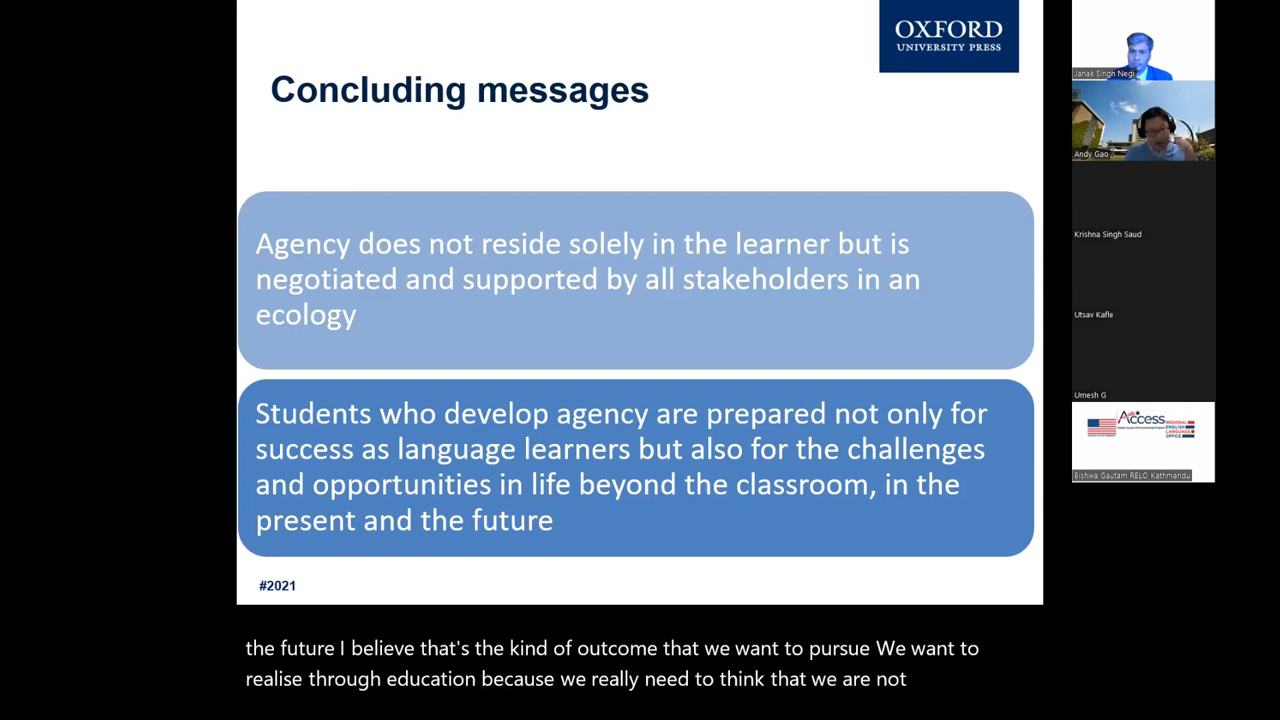 OXFORD
UNIVERSITY PRESS
Concluding messages
Agency does not reside solely in the learner but is
negotiated and supported by all stakeholders in an
ecology
Students who develop agency are prepared not only for
success as language learners but also for the challenges
and opportunities in life beyond the classroom, in the
present and the future
#2021
the future I believe that's the kind of outcome that we want to pursue We want to
realise through education because we really need to think that we are not
Janak Singh Negi
Andy Gao
Krishna Singh Saud
Utsav Kafle
Umesh G
Access
REGIONAL
ENGLISH
LANGUAGE
OFFICE
Bishwa Gautam RELO Kathmandu